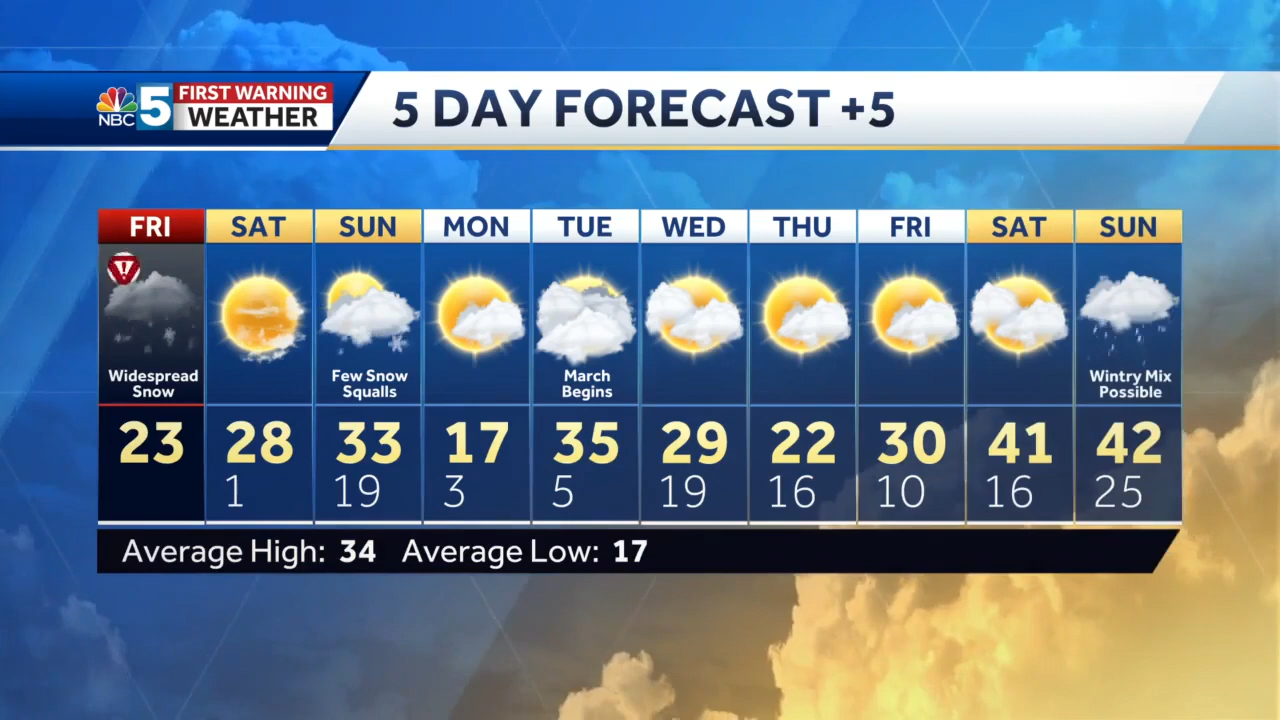 NBC 5 FIRST WARNING
WEATHER
5 DAY FORECAST +5
FRI SAT SUN MON TUE WED THU FRI SAT SUN
Widespread Few Snow March Wintry Mix
Snow Squalls Begins Possible
23 28 33 17 35 29 22 30 41 42
1 19 3 5 19 16 10 16 25
Average High: 34 Average Low: 17